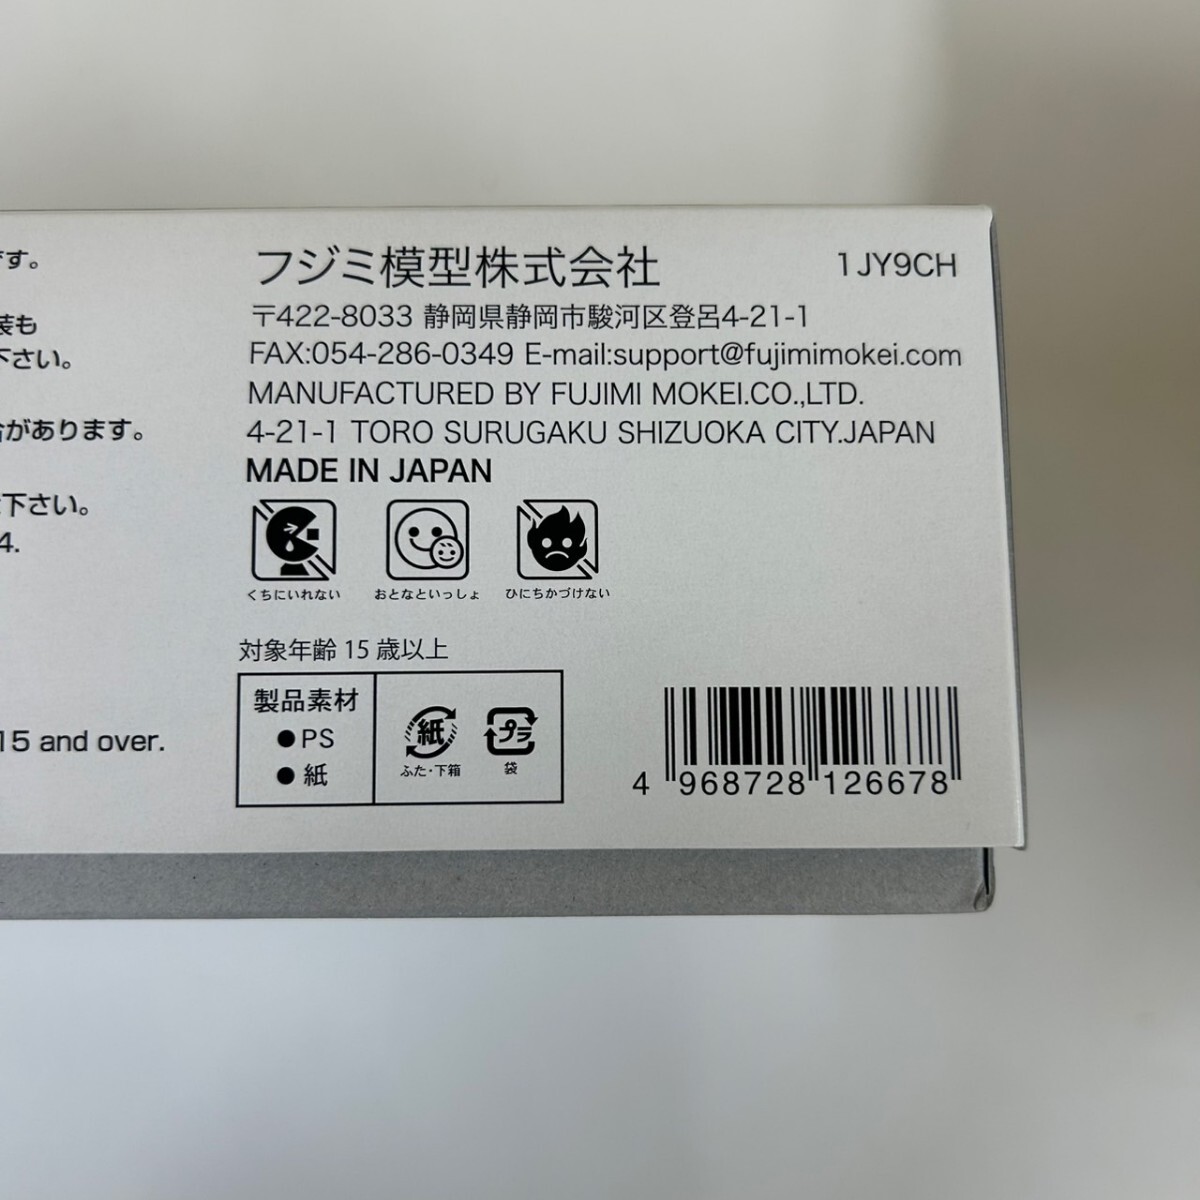 です。
装も
下さい。
合があります。
下さい。
4.
15 and over.
フジミ模型株式会社
1JY9CH
〒422-8033 静岡県静岡市駿河区登呂4-21-1
FAX:054-286-0349 E-mail:support@fujimimokei.com
MANUFACTURED BY FUJIMI MOKEI.CO.,LTD.
4-21-1 TORO SURUGAKU SHIZUOKA CITY.JAPAN
MADE IN JAPAN
くちにいれない
おとなといっしょ
ひにちかづけない
対象年齢 15 歳以上
製品素材
●PS
●紙
紙
ふた・下箱
プラ
袋
4 968728 126678